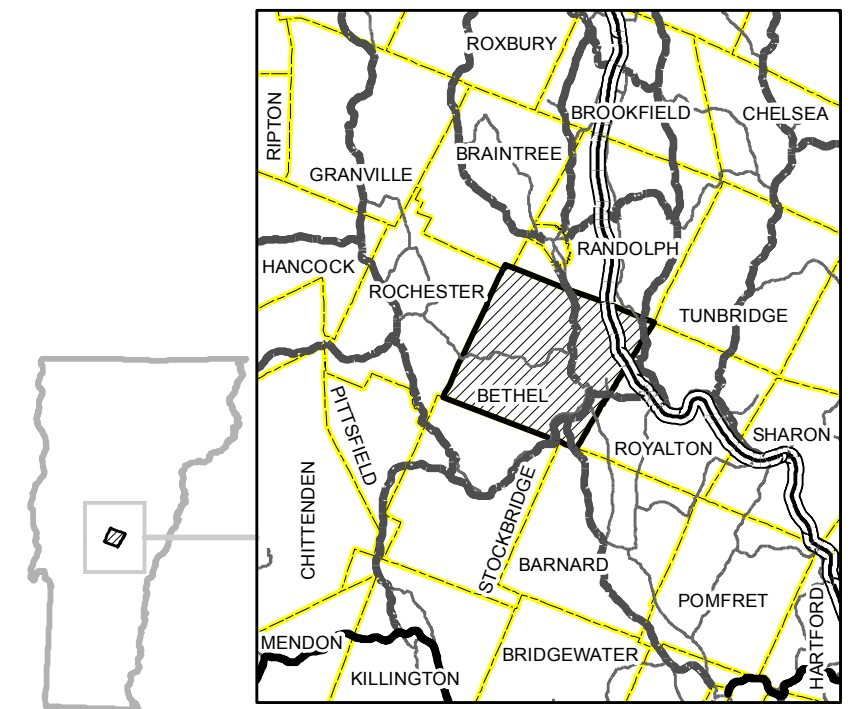 ROXBURY
BROOKFIELD
CHELSEA
RIPTON
BRAINTREE
GRANVILLE
RANDOLPH
HANCOCK
ROCHESTER
TUNBRIDGE
BETHEL
PITTSFIELD
SHARON
ROYALTON
CHITTENDEN
STOCKBRIDGE
BARNARD
POMFRET
HARTFORD
MENDON
BRIDGEWATER
KILLINGTON